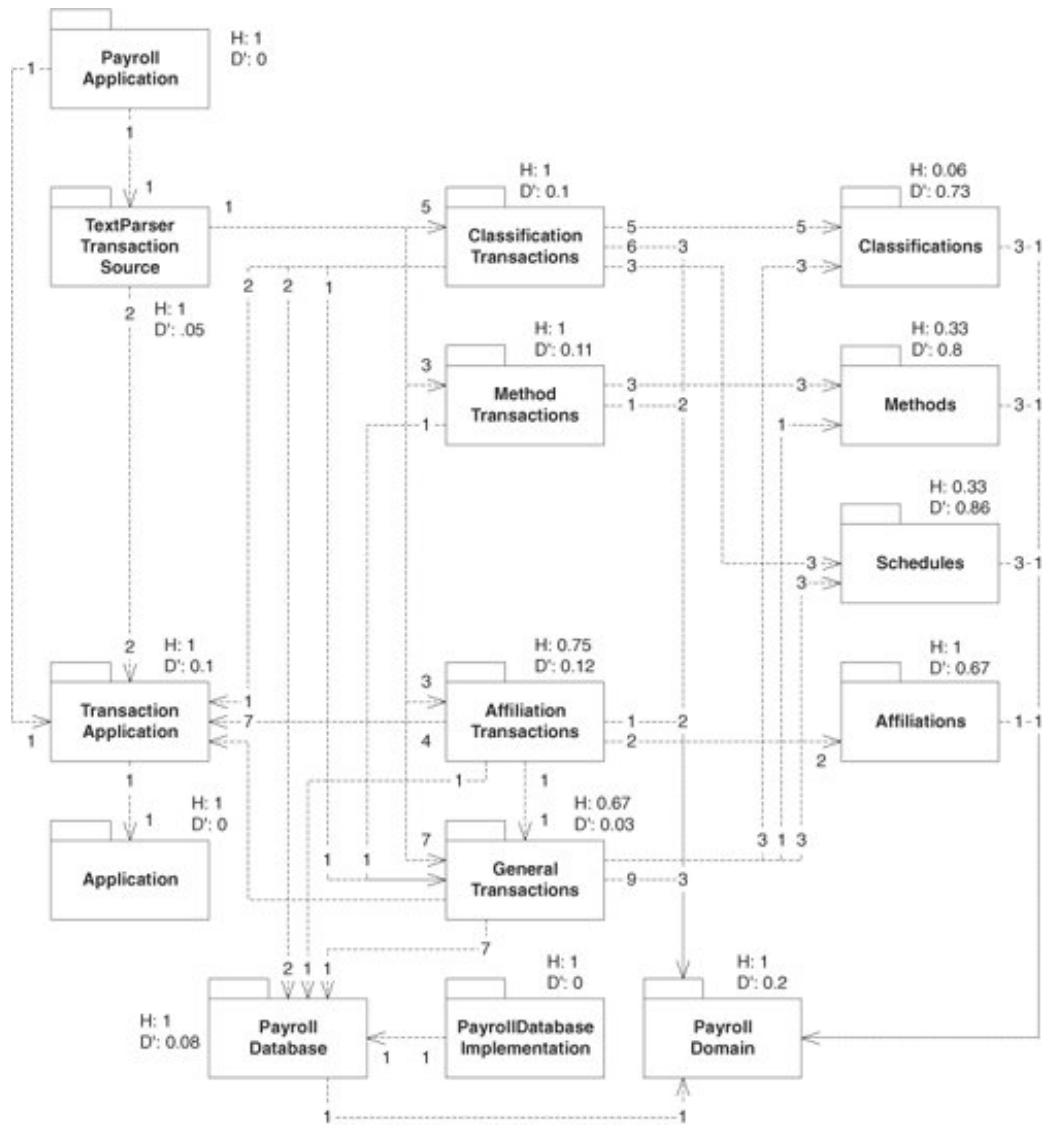 H: 1
D': 0
Payroll
Application
1
1
1
H: 1
D': 0.1
H: 0.06
D': 0.73
TextParser
Transaction
Source
1
5
Classification
Transactions
5
6
3
3
5
3
Classifications
3
1
2
2
1
2
H: 1
D': .05
H: 1
D': 0.11
H: 0.33
D': 0.8
3
1
Method
Transactions
3
1
2
3
1
Methods
3
1
H: 0.33
D': 0.86
3
3
Schedules
3
1
2
H: 1
D': 0.1
H: 0.75
D': 0.12
H: 1
D': 0.67
Transaction
Application
1
1
7
3
4
Affiliation
Transactions
1
2
2
2
Affiliations
1
1
1
1
H: 1
D': 0
1
1
1
H: 0.67
D': 0.03
Application
7
1
1
General
Transactions
3
1
3
9
3
7
2
1
1
H: 1
D': 0.08
Payroll
Database
H: 1
D': 0
PayrollDatabase
Implementation
1
1
H: 1
D': 0.2
Payroll
Domain
1
1